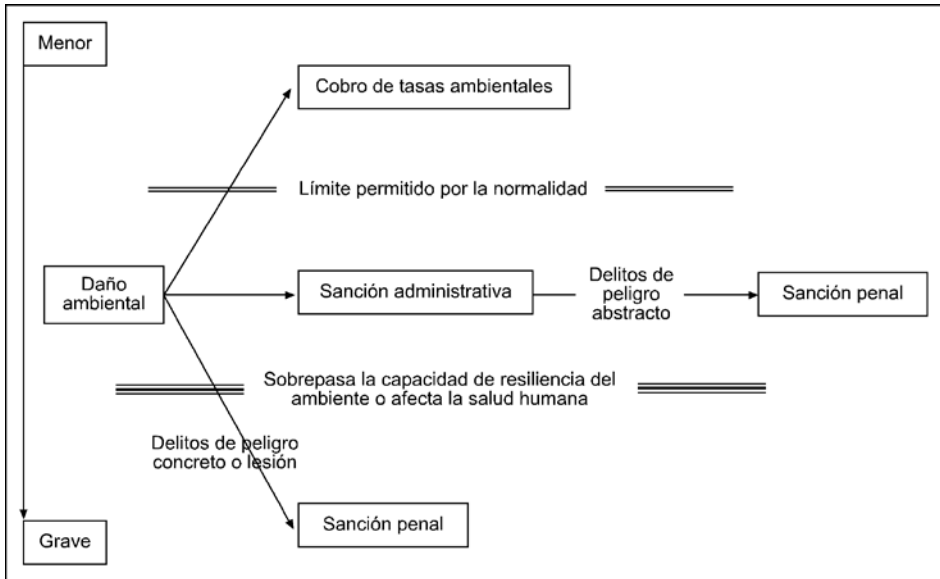 Menor
Cobro de tasas ambientales
Límite permitido por la normalidad
Daño
ambiental
Sanción administrativa
Delitos de
peligro
abstracto
Sanción penal
Sobrepasa la capacidad de resiliencia del
ambiente o afecta la salud humana
Delitos de peligro
concreto o lesión
Sanción penal
Grave